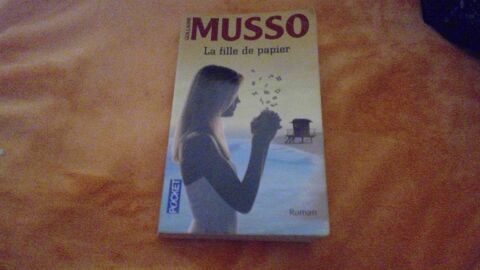 GUILLAUME
MUSSO
La fille de papier
POCKET
Roman